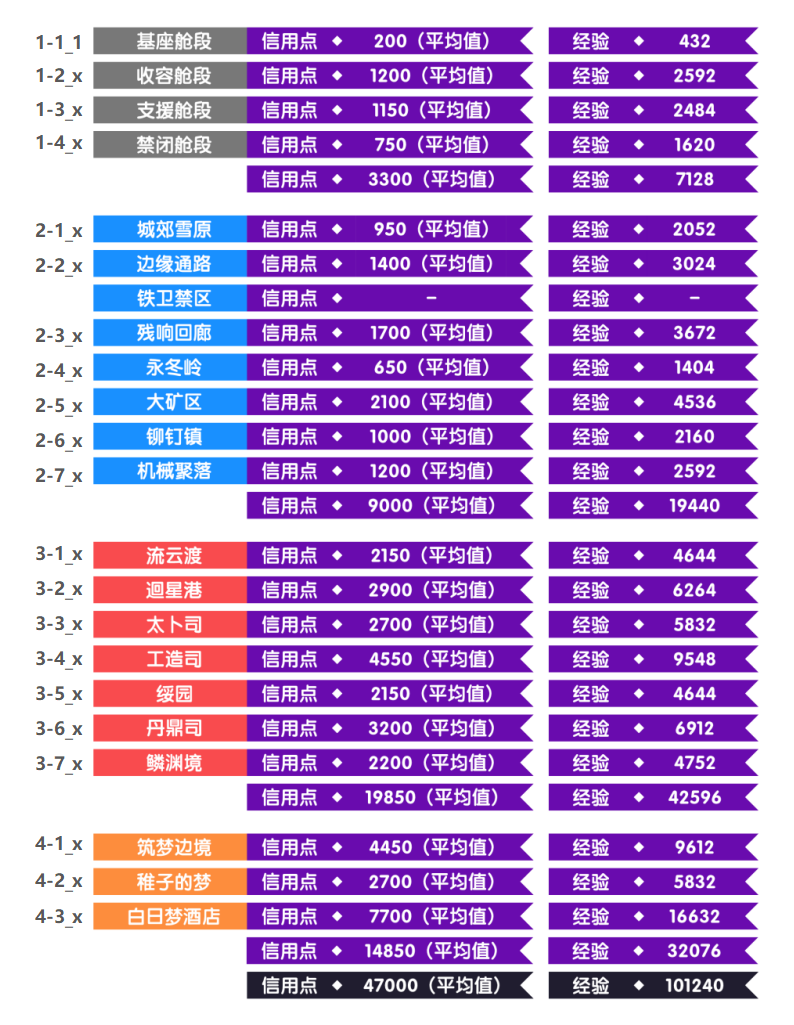 1-1_1 基座舱段 信用点 ◆ 200（平均值） 经验 ◆ 432
1-2_x 收容舱段 信用点 ◆ 1200（平均值） 经验 ◆ 2592
1-3_x 支援舱段 信用点 ◆ 1150（平均值） 经验 ◆ 2484
1-4_x 禁闭舱段 信用点 ◆ 750（平均值） 经验 ◆ 1620
信用点 ◆ 3300（平均值） 经验 ◆ 7128
2-1_x 城郊雪原 信用点 ◆ 950（平均值） 经验 ◆ 2052
2-2_x 边缘通路 信用点 ◆ 1400（平均值） 经验 ◆ 3024
铁卫禁区 信用点 ◆ - 经验 ◆ -
2-3_x 残响回廊 信用点 ◆ 1700（平均值） 经验 ◆ 3672
2-4_x 永冬岭 信用点 ◆ 650（平均值） 经验 ◆ 1404
2-5_x 大矿区 信用点 ◆ 2100（平均值） 经验 ◆ 4536
2-6_x 铆钉镇 信用点 ◆ 1000（平均值） 经验 ◆ 2160
2-7_x 机械聚落 信用点 ◆ 1200（平均值） 经验 ◆ 2592
信用点 ◆ 9000（平均值） 经验 ◆ 19440
3-1_x 流云渡 信用点 ◆ 2150（平均值） 经验 ◆ 4644
3-2_x 迴星港 信用点 ◆ 2900（平均值） 经验 ◆ 6264
3-3_x 太卜司 信用点 ◆ 2700（平均值） 经验 ◆ 5832
3-4_x 工造司 信用点 ◆ 4550（平均值） 经验 ◆ 9548
3-5_x 绥园 信用点 ◆ 2150（平均值） 经验 ◆ 4644
3-6_x 丹鼎司 信用点 ◆ 3200（平均值） 经验 ◆ 6912
3-7_x 鳞渊境 信用点 ◆ 2200（平均值） 经验 ◆ 4752
信用点 ◆ 19850（平均值） 经验 ◆ 42596
4-1_x 筑梦边境 信用点 ◆ 4450（平均值） 经验 ◆ 9612
4-2_x 稚子的梦 信用点 ◆ 2700（平均值） 经验 ◆ 5832
4-3_x 白日梦酒店 信用点 ◆ 7700（平均值） 经验 ◆ 16632
信用点 ◆ 14850（平均值） 经验 ◆ 32076
信用点 ◆ 47000（平均值） 经验 ◆ 101240